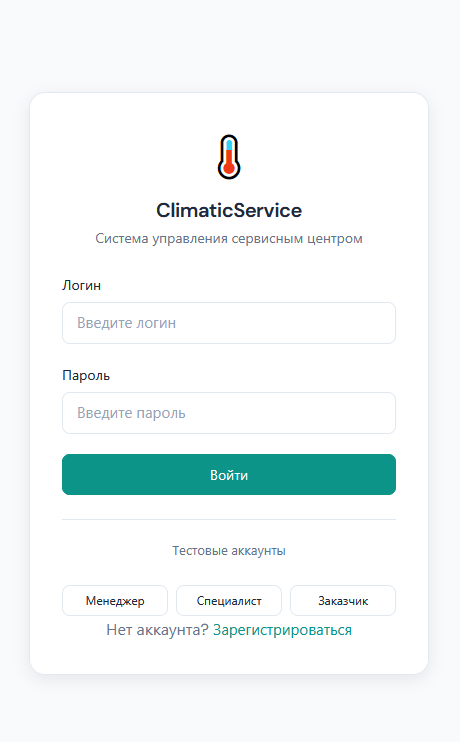 ClimaticService
Система управления сервисным центром
Логин
Введите логин
Пароль
Введите пароль
Войти
Тестовые аккаунты
Менеджер Специалист Заказчик
Нет аккаунта? Зарегистрироваться